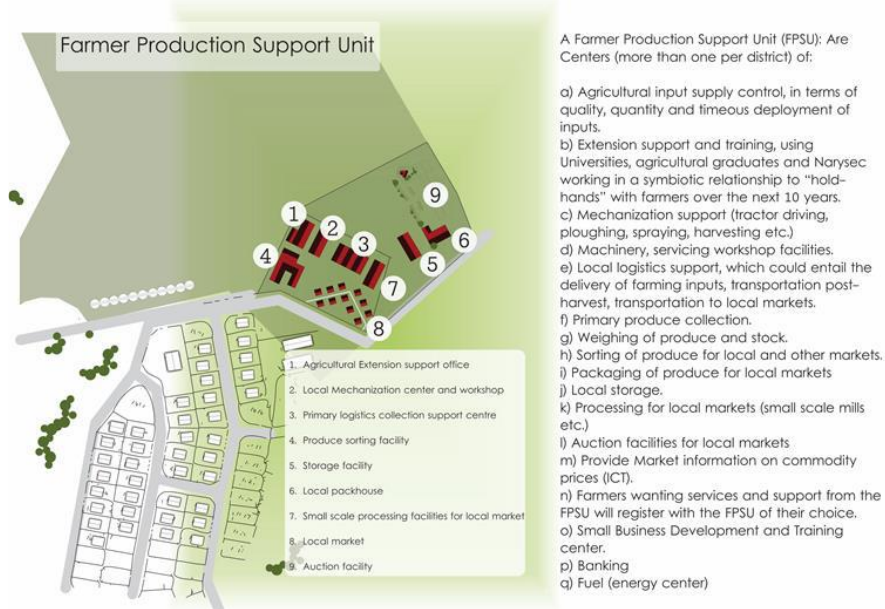 Farmer Production Support Unit
1
2
3
4
9
6
5
7
8
1. Agricultural Extension support office
2. Local Mechanization center and workshop
3. Primary logistics collection support centre
4. Produce sorting facility
5. Storage facility
6. Local packhouse
7. Small scale processing facilities for local market
8. Local market
9. Auction facility
A Farmer Production Support Unit (FPSU): Are
Centers (more than one per district) of:
a) Agricultural input supply control, in terms of
quality, quantity and timeous deployment of
inputs.
b) Extension support and training, using
Universities, agricultural graduates and Narysec
working in a symbiotic relationship to “hold-
hands” with farmers over the next 10 years.
c) Mechanization support (tractor driving,
ploughing, spraying, harvesting etc.)
d) Machinery, servicing workshop facilities.
e) Local logistics support, which could entail the
delivery of farming inputs, transportation post-
harvest, transportation to local markets.
f) Primary produce collection.
g) Weighing of produce and stock.
h) Sorting of produce for local and other markets.
i) Packaging of produce for local markets
j) Local storage.
k) Processing for local markets (small scale mills
etc.)
l) Auction facilities for local markets
m) Provide Market information on commodity
prices (ICT).
n) Farmers wanting services and support from the
FPSU will register with the FPSU of their choice.
o) Small Business Development and Training
center.
p) Banking
q) Fuel (energy center)